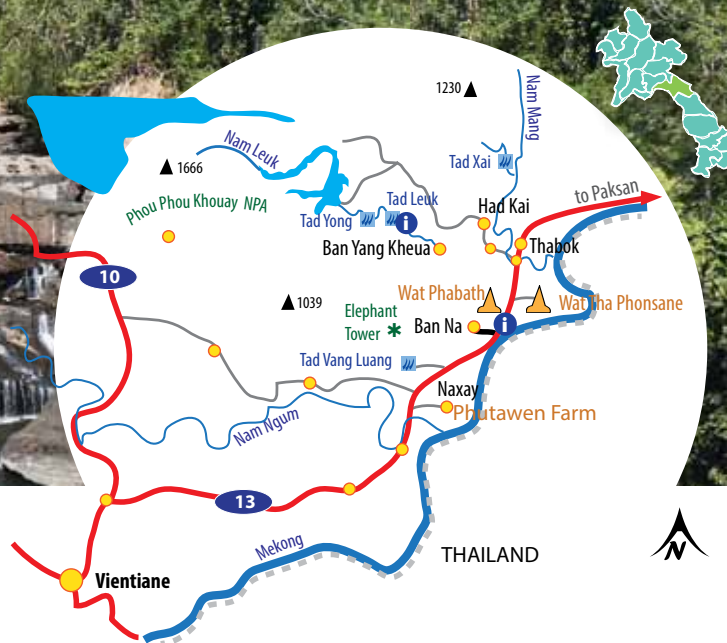 1230
Nam Mang
Nam Leuk
1666
Tad Xai
to Paksan
Phou Phou Khouay NPA
Tad Leuk
Had Kai
Tad Yong
i
Ban Yang Kheua
Thabok
10
Wat Phabath
Wat Tha Phonsane
1039
Elephant
Tower
Ban Na
i
Tad Vang Luang
Naxay
Phutawen Farm
Nam Ngum
13
Mekong
THAILAND
N
Vientiane